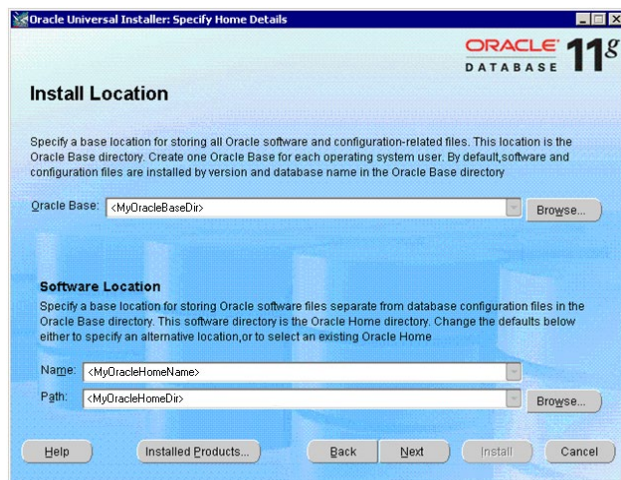 Oracle Universal Installer: Specify Home Details
ORACLE 11g
DATABASE
Install Location
Specify a base location for storing all Oracle software and configuration-related files. This location is the
Oracle Base directory. Create one Oracle Base for each operating system user. By default,software and
configuration files are installed by version and database name in the Oracle Base directory
Oracle Base: <MyOracleBaseDir> Browse...
Software Location
Specify a base location for storing Oracle software files separate from database configuration files in the
Oracle Base directory. This software directory is the Oracle Home directory. Change the defaults below
either to specify an alternative location,or to select an existing Oracle Home
Name: <MyOracleHomeName>
Path: <MyOracleHomeDir> Browse...
Help Installed Products... Back Next Install Cancel